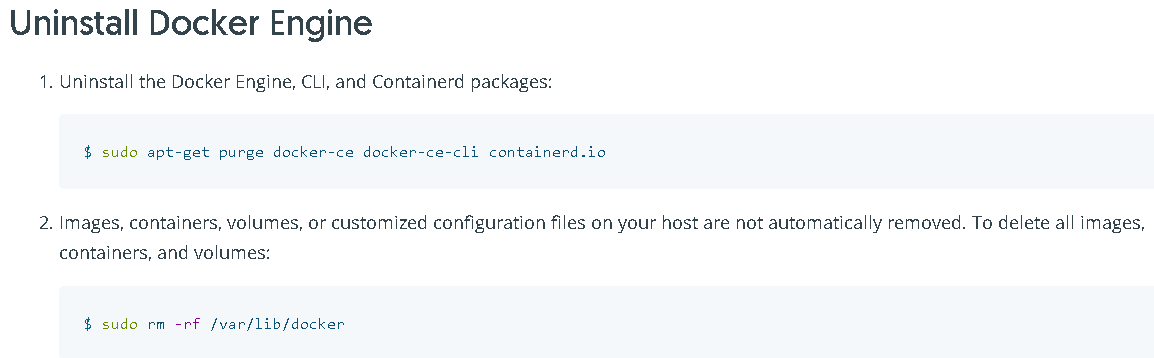 Uninstall Docker Engine
1. Uninstall the Docker Engine, CLI, and Containerd packages:
$ sudo apt-get purge docker-ce docker-ce-cli containerd.io
2. Images, containers, volumes, or customized configuration files on your host are not automatically removed. To delete all images,
containers, and volumes:
$ sudo rm -rf /var/lib/docker